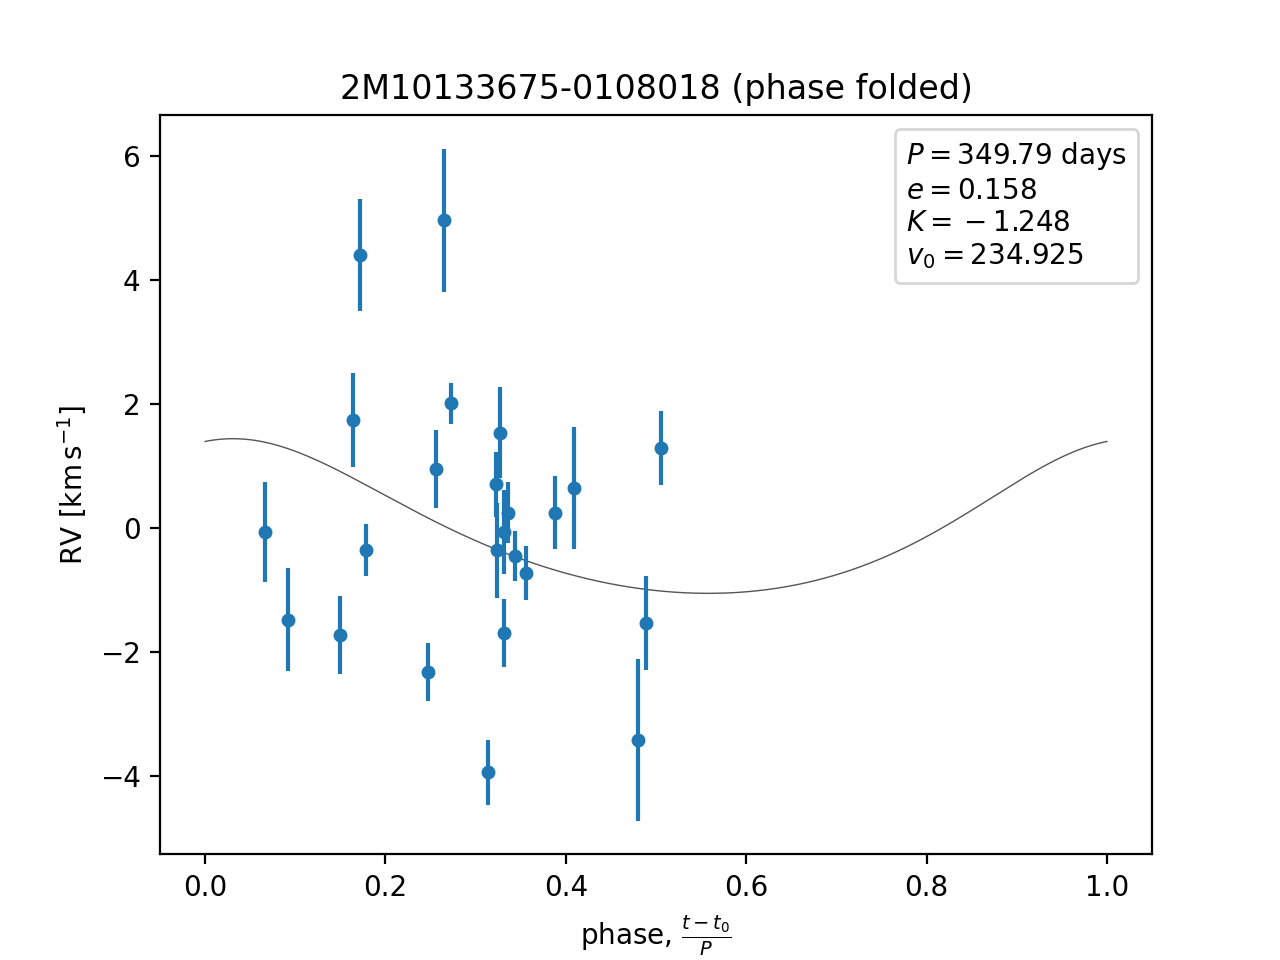 2M10133675-0108018 (phase folded)
P = 349.79 days
e = 0.158
K = −1.248
v₀ = 234.925
6
4
2
0
−2
−4
RV [km s⁻¹]
0.0 0.2 0.4 0.6 0.8 1.0
phase, (t − t₀)/P